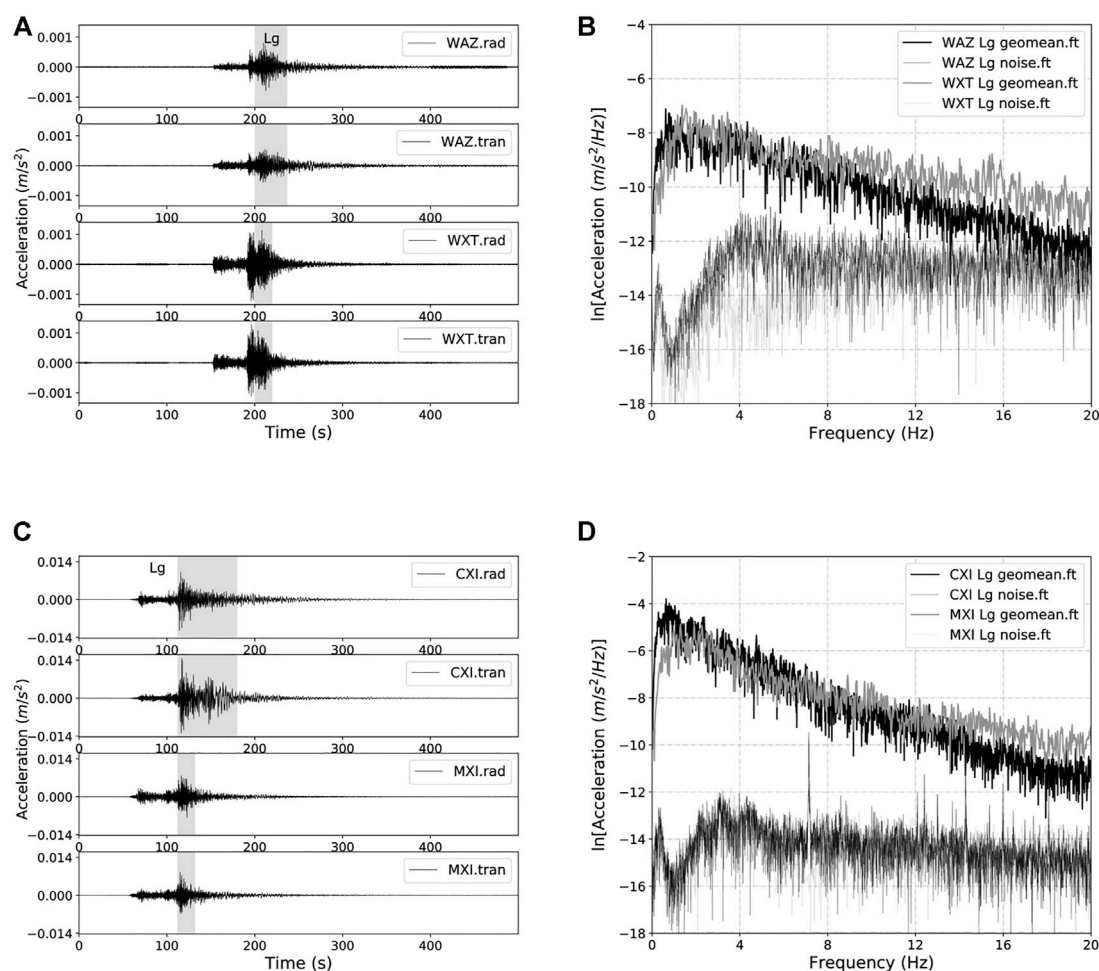 A
Acceleration (m/s²)
0.001
0.000
−0.001
Lg
WAZ.rad
0 100 200 300 400
0.001
0.000
−0.001
WAZ.tran
0 100 200 300 400
0.001
0.000
−0.001
WXT.rad
0 100 200 300 400
0.001
0.000
−0.001
WXT.tran
0 100 200 300 400
Time (s)
B
ln[Acceleration (m/s²/Hz)]
−4
−6
−8
−10
−12
−14
−16
−18
WAZ Lg geomean.ft
WAZ Lg noise.ft
WXT Lg geomean.ft
WXT Lg noise.ft
0 4 8 12 16 20
Frequency (Hz)
C
Acceleration (m/s²)
0.014
0.000
−0.014
Lg
CXI.rad
0 100 200 300 400
0.014
0.000
−0.014
CXI.tran
0 100 200 300 400
0.014
0.000
−0.014
MXI.rad
0 100 200 300 400
0.014
0.000
−0.014
MXI.tran
0 100 200 300 400
Time (s)
D
ln[Acceleration (m/s²/Hz)]
−2
−4
−6
−8
−10
−12
−14
−16
−18
CXI Lg geomean.ft
CXI Lg noise.ft
MXI Lg geomean.ft
MXI Lg noise.ft
0 4 8 12 16 20
Frequency (Hz)